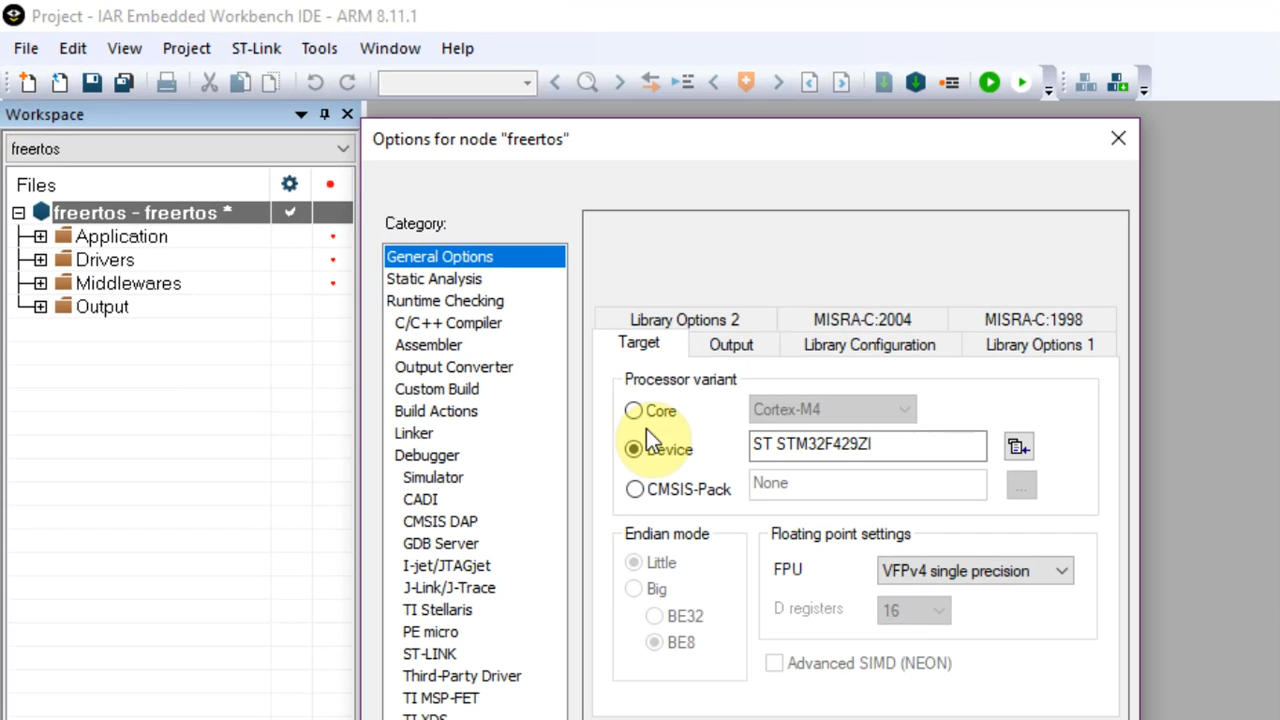 Project - IAR Embedded Workbench IDE - ARM 8.11.1
File Edit View Project ST-Link Tools Window Help
Workspace
freertos
Files
freertos - freertos *
Application
Drivers
Middlewares
Output
Options for node "freertos"
Category:
General Options
Static Analysis
Runtime Checking
C/C++ Compiler
Assembler
Output Converter
Custom Build
Build Actions
Linker
Debugger
Simulator
CADI
CMSIS DAP
GDB Server
I-jet/JTAGjet
J-Link/J-Trace
TI Stellaris
PE micro
ST-LINK
Third-Party Driver
TI MSP-FET
TI XDS
Library Options 2 MISRA-C:2004 MISRA-C:1998
Target Output Library Configuration Library Options 1
Processor variant
Core Cortex-M4
Device ST STM32F429ZI
CMSIS-Pack None
...
Endian mode
Little
Big
BE32
BE8
Floating point settings
FPU VFPv4 single precision
D registers 16
Advanced SIMD (NEON)